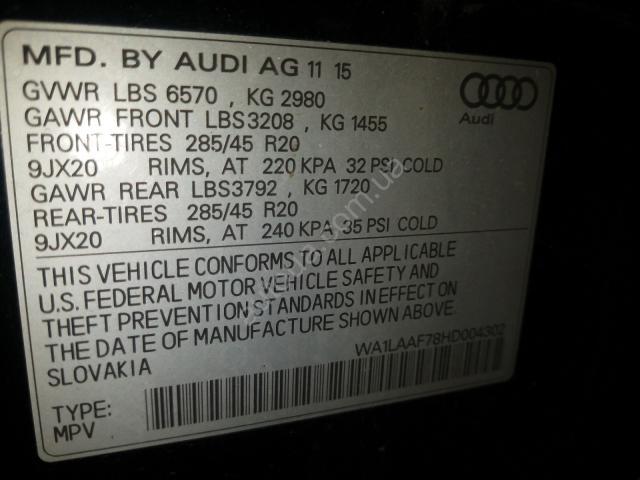 MFD. BY AUDI AG 11 15
GVWR LBS 6570 , KG 2980
GAWR FRONT LBS3208 , KG 1455
FRONT-TIRES 285/45 R20
9JX20 RIMS, AT 220 KPA 32 PSI COLD
GAWR REAR LBS3792 , KG 1720
REAR-TIRES 285/45 R20
9JX20 RIMS, AT 240 KPA 35 PSI COLD
Audi
THIS VEHICLE CONFORMS TO ALL APPLICABLE
U.S. FEDERAL MOTOR VEHICLE SAFETY AND
THEFT PREVENTION STANDARDS IN EFFECT ON
THE DATE OF MANUFACTURE SHOWN ABOVE.
SLOVAKIA
WA1LAAF78HD004302
TYPE:
MPV